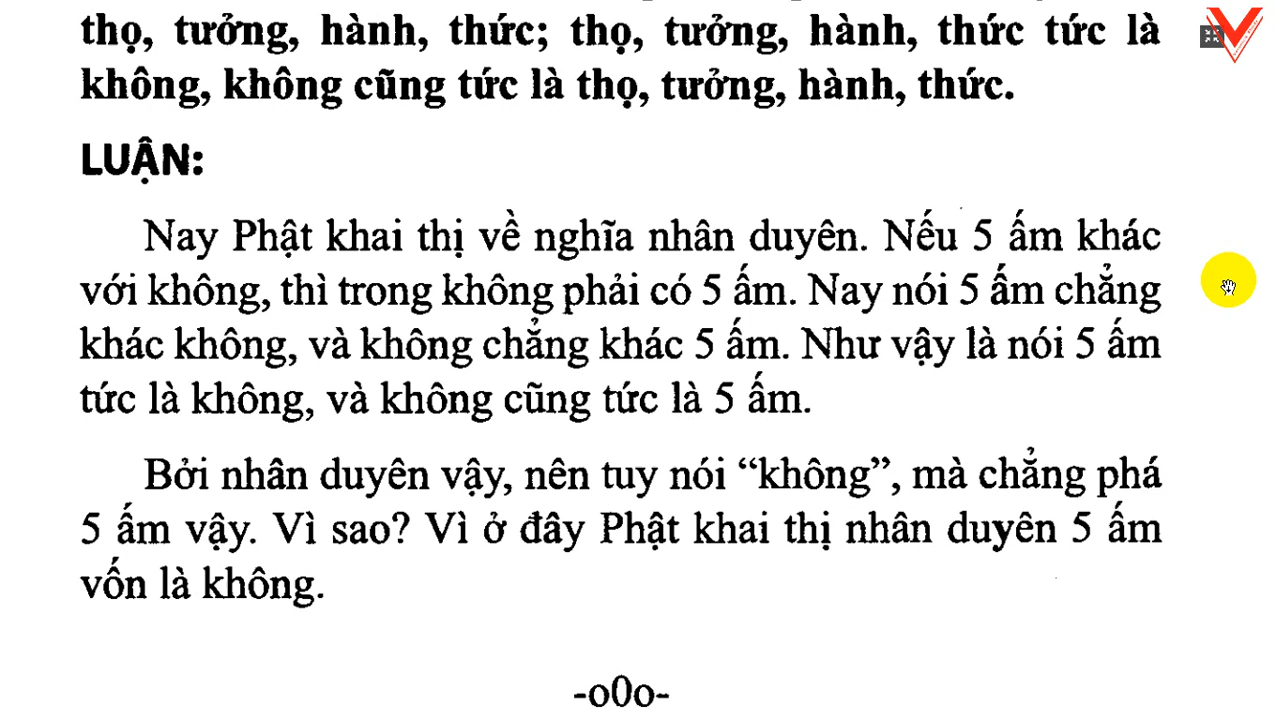 thọ, tưởng, hành, thức; thọ, tưởng, hành, thức tức là
không, không cũng tức là thọ, tưởng, hành, thức.
LUẬN:
Nay Phật khai thị về nghĩa nhân duyên. Nếu 5 ấm khác
với không, thì trong không phải có 5 ấm. Nay nói 5 ấm chẳng
khác không, và không chẳng khác 5 ấm. Như vậy là nói 5 ấm
tức là không, và không cũng tức là 5 ấm.
Bởi nhân duyên vậy, nên tuy nói “không”, mà chẳng phá
5 ấm vậy. Vì sao? Vì ở đây Phật khai thị nhân duyên 5 ấm
vốn là không.
-o0o-